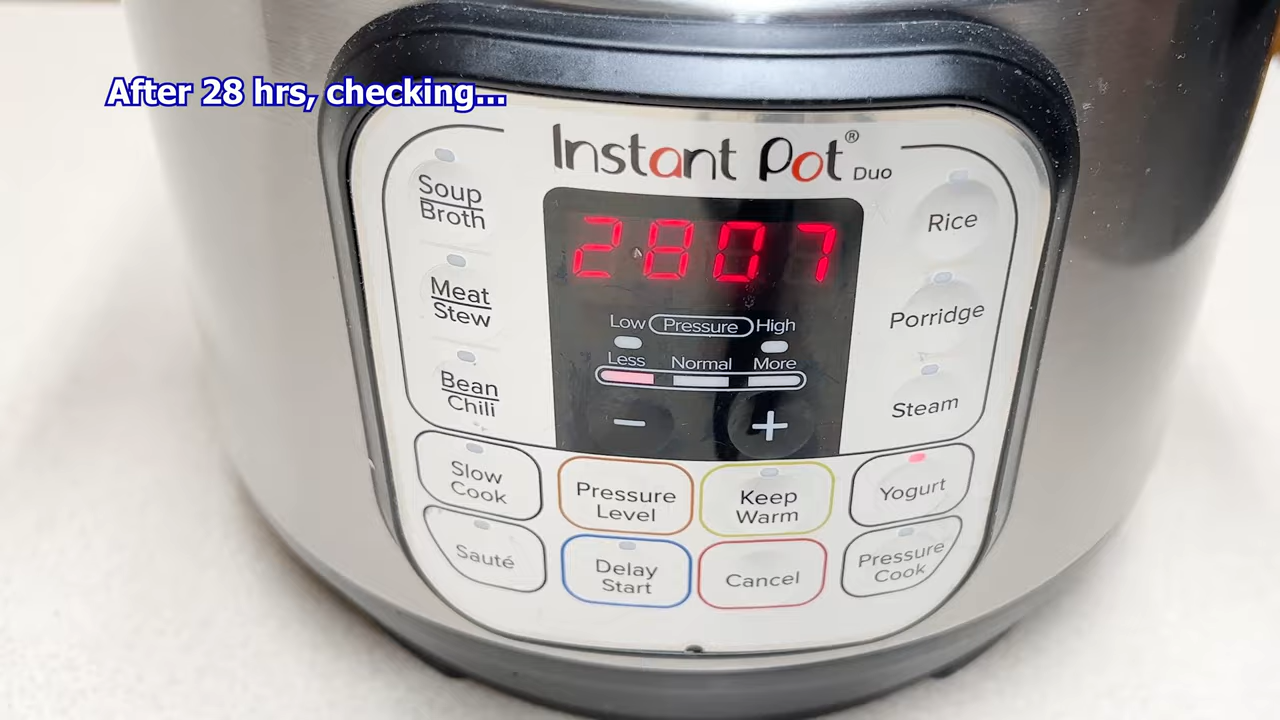 After 28 hrs, checking...
Instant Pot® Duo
Soup
Broth
Meat
Stew
Bean
Chili
2807
Low Pressure High
Less Normal More
− +
Rice
Porridge
Steam
Slow
Cook
Pressure
Level
Keep
Warm
Yogurt
Sauté
Delay
Start
Cancel
Pressure
Cook